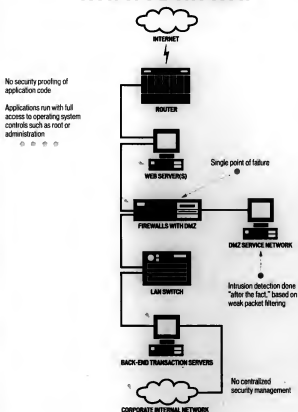 INTERNET
No security proofing of
application code
ROUTER
Applications run with full
access to operating system
controls such as root or
administration
WEB SERVER(S)
Single point of failure
FIREWALLS WITH DMZ
DMZ SERVICE NETWORK
LAN SWITCH
Intrusion detection done
"after the fact," based on
weak packet filtering
BACK-END TRANSACTION SERVERS
No centralized
security management
CORPORATE INTERNAL NETWORK